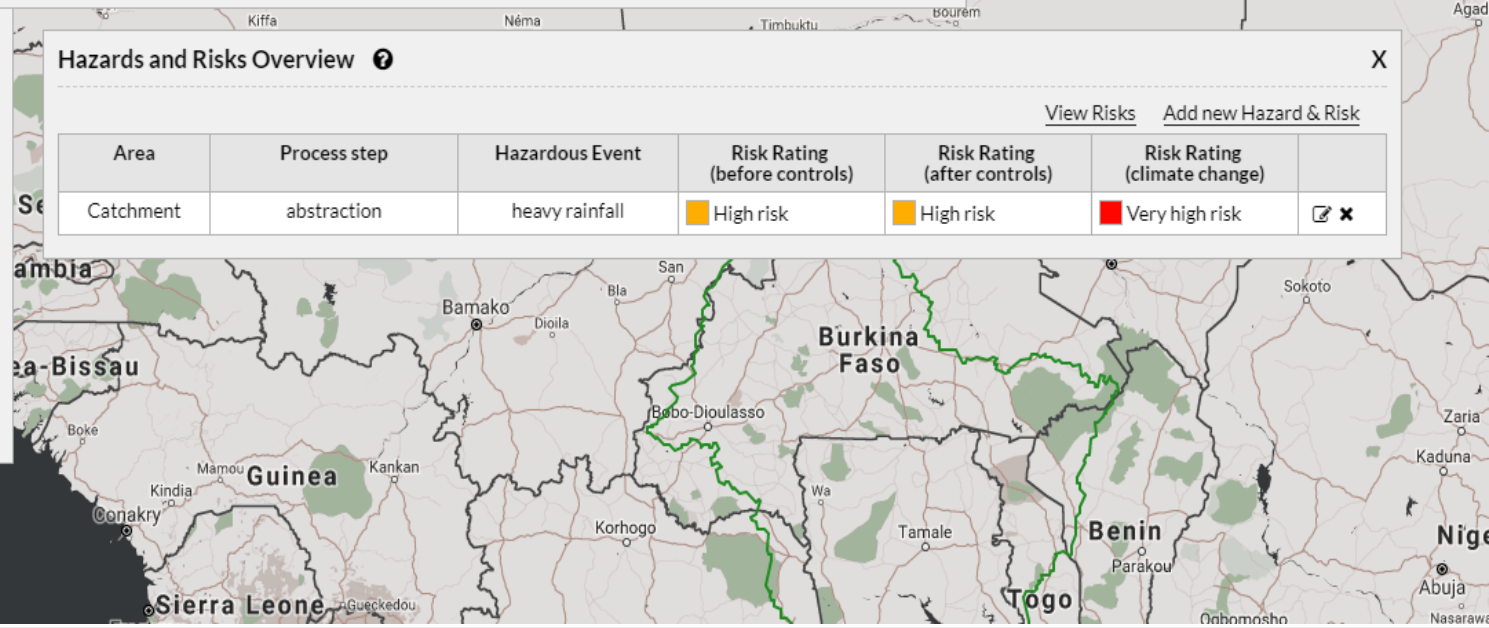 Kiffa
Néma
Timbuktu
Bourem
Agad
Hazards and Risks Overview ?
X
View Risks Add new Hazard & Risk
Area Process step Hazardous Event Risk Rating (before controls) Risk Rating (after controls) Risk Rating (climate change)
Catchment abstraction heavy rainfall High risk High risk Very high risk
Se
ambia
San
Sokoto
Bla
Bamako
Dioila
Burkina
Faso
ea-Bissau
Bobo-Dioulasso
Zaria
Boke
Kaduna
Mamou
Guinea
Kankan
Kindia
Wa
Conakry
Korhogo
Tamale
Benin
Nige
Parakou
Abuja
Sierra Leone
Gueckedou
Togo
Ogbomosho
Nasarawa